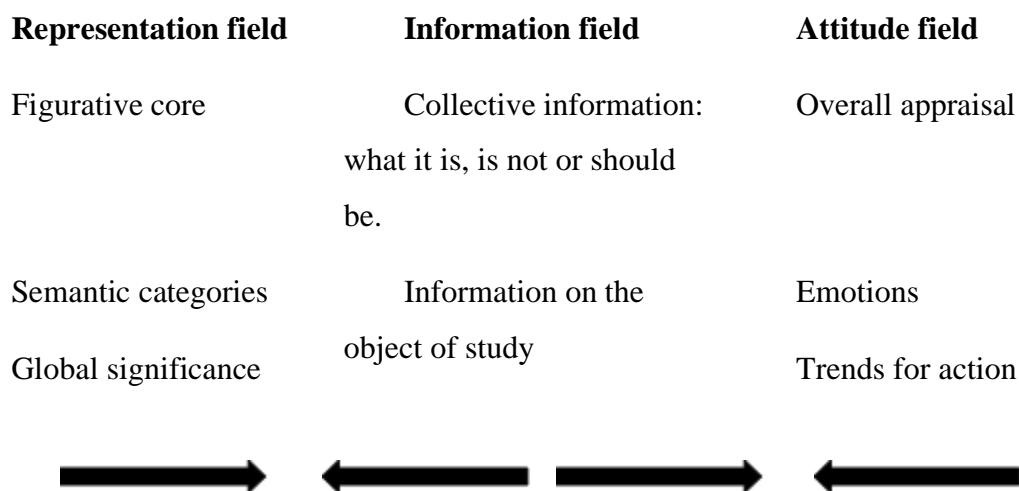 Representation field Information field Attitude field
Figurative core Collective information: Overall appraisal
what it is, is not or should
be.
Semantic categories Information on the Emotions
object of study
Global significance Trends for action